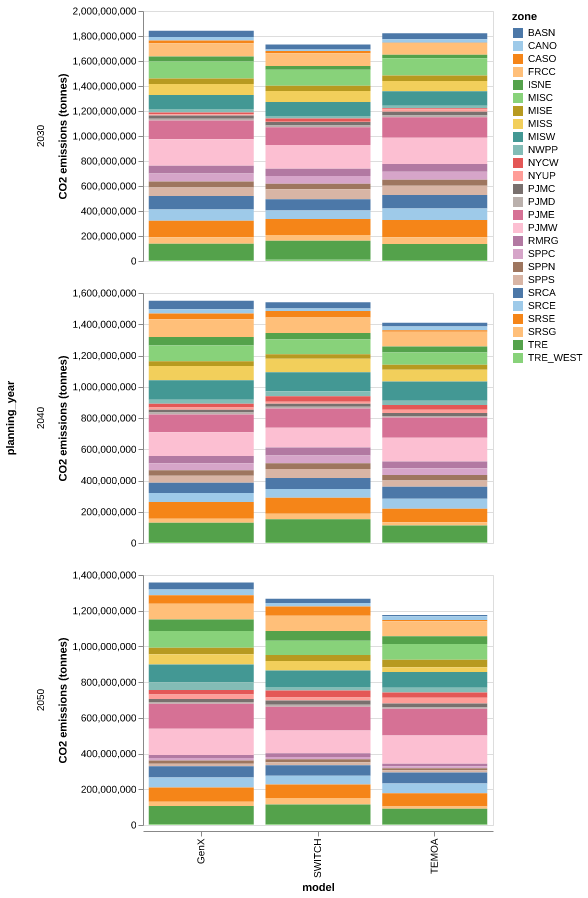 2,000,000,000
1,800,000,000
1,600,000,000
1,400,000,000
1,200,000,000
1,000,000,000
800,000,000
600,000,000
400,000,000
200,000,000
0
CO2 emissions (tonnes)
2030
1,600,000,000
1,400,000,000
1,200,000,000
1,000,000,000
800,000,000
600,000,000
400,000,000
200,000,000
0
CO2 emissions (tonnes)
2040
planning_year
1,400,000,000
1,200,000,000
1,000,000,000
800,000,000
600,000,000
400,000,000
200,000,000
0
CO2 emissions (tonnes)
2050
GenX
SWITCH
TEMOA
model
zone
BASN
CANO
CASO
FRCC
ISNE
MISC
MISE
MISS
MISW
NWPP
NYCW
NYUP
PJMC
PJMD
PJME
PJMW
RMRG
SPPC
SPPN
SPPS
SRCA
SRCE
SRSE
SRSG
TRE
TRE_WEST